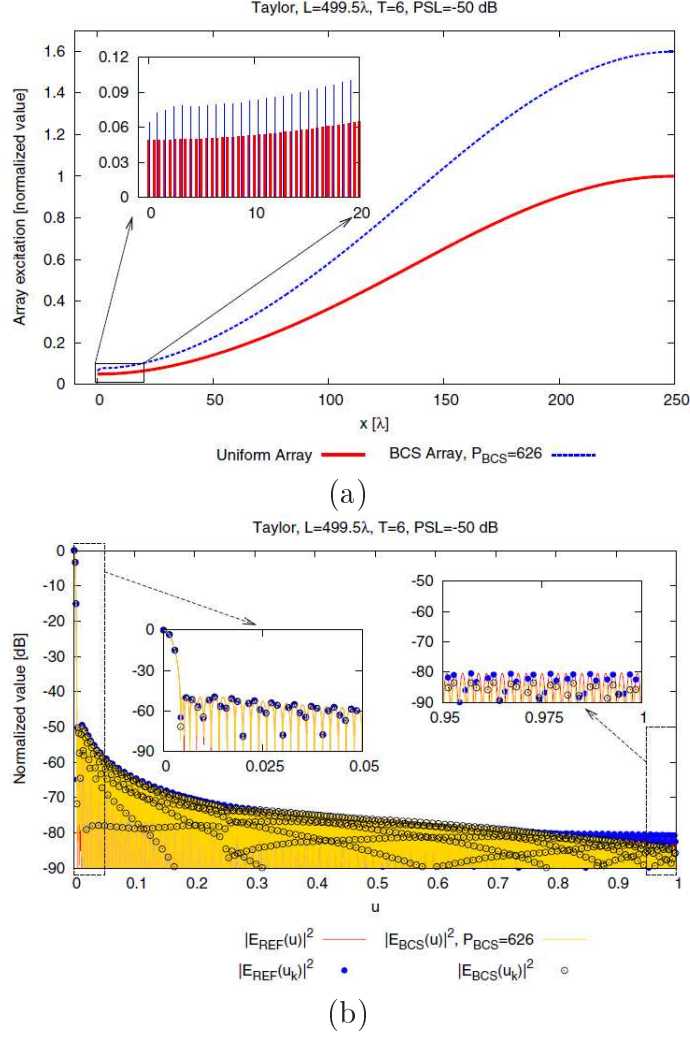 Taylor, L=499.5λ, T=6, PSL=-50 dB
Array excitation [normalized value]
1.6
1.4
1.2
1
0.8
0.6
0.4
0.2
0
0.12
0.09
0.06
0.03
0
0 10 20
0 50 100 150 200 250
x [λ]
Uniform Array BCS Array, P_BCS=626
(a)
Taylor, L=499.5λ, T=6, PSL=-50 dB
Normalized value [dB]
0
-10
-20
-30
-40
-50
-60
-70
-80
-90
0
-30
-60
-90
0 0.025 0.05
-50
-60
-70
-80
-90
0.95 0.975 1
0 0.1 0.2 0.3 0.4 0.5 0.6 0.7 0.8 0.9 1
u
|E_REF(u)|² |E_BCS(u)|², P_BCS=626
|E_REF(u_k)|² |E_BCS(u_k)|²
(b)